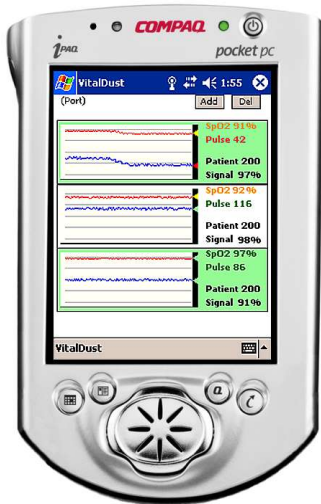 COMPAQ
iPAQ
pocket pc
VitalDust
1:55
(Port)
Add
Del
SpO2 91%
Pulse 42
Patient 200
Signal 97%
SpO2 92%
Pulse 116
Patient 200
Signal 98%
SpO2 97%
Pulse 86
Patient 200
Signal 91%
VitalDust